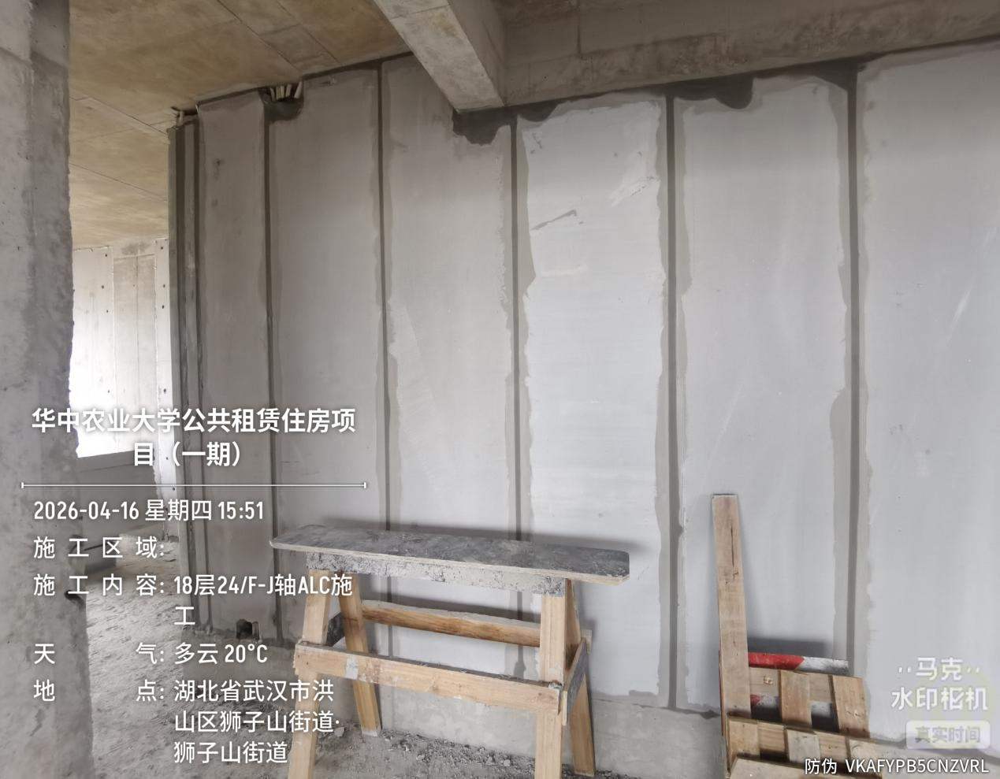 华中农业大学公共租赁住房项
目（一期）
2026-04-16 星期四 15:51
施工区域:
施工内容: 18层24/F-J轴ALC施
工
天气: 多云 20°C
地点: 湖北省武汉市洪
山区狮子山街道·
狮子山街道
马克
水印相机
真实时间
防伪 VKAFYPB5CNZVRL